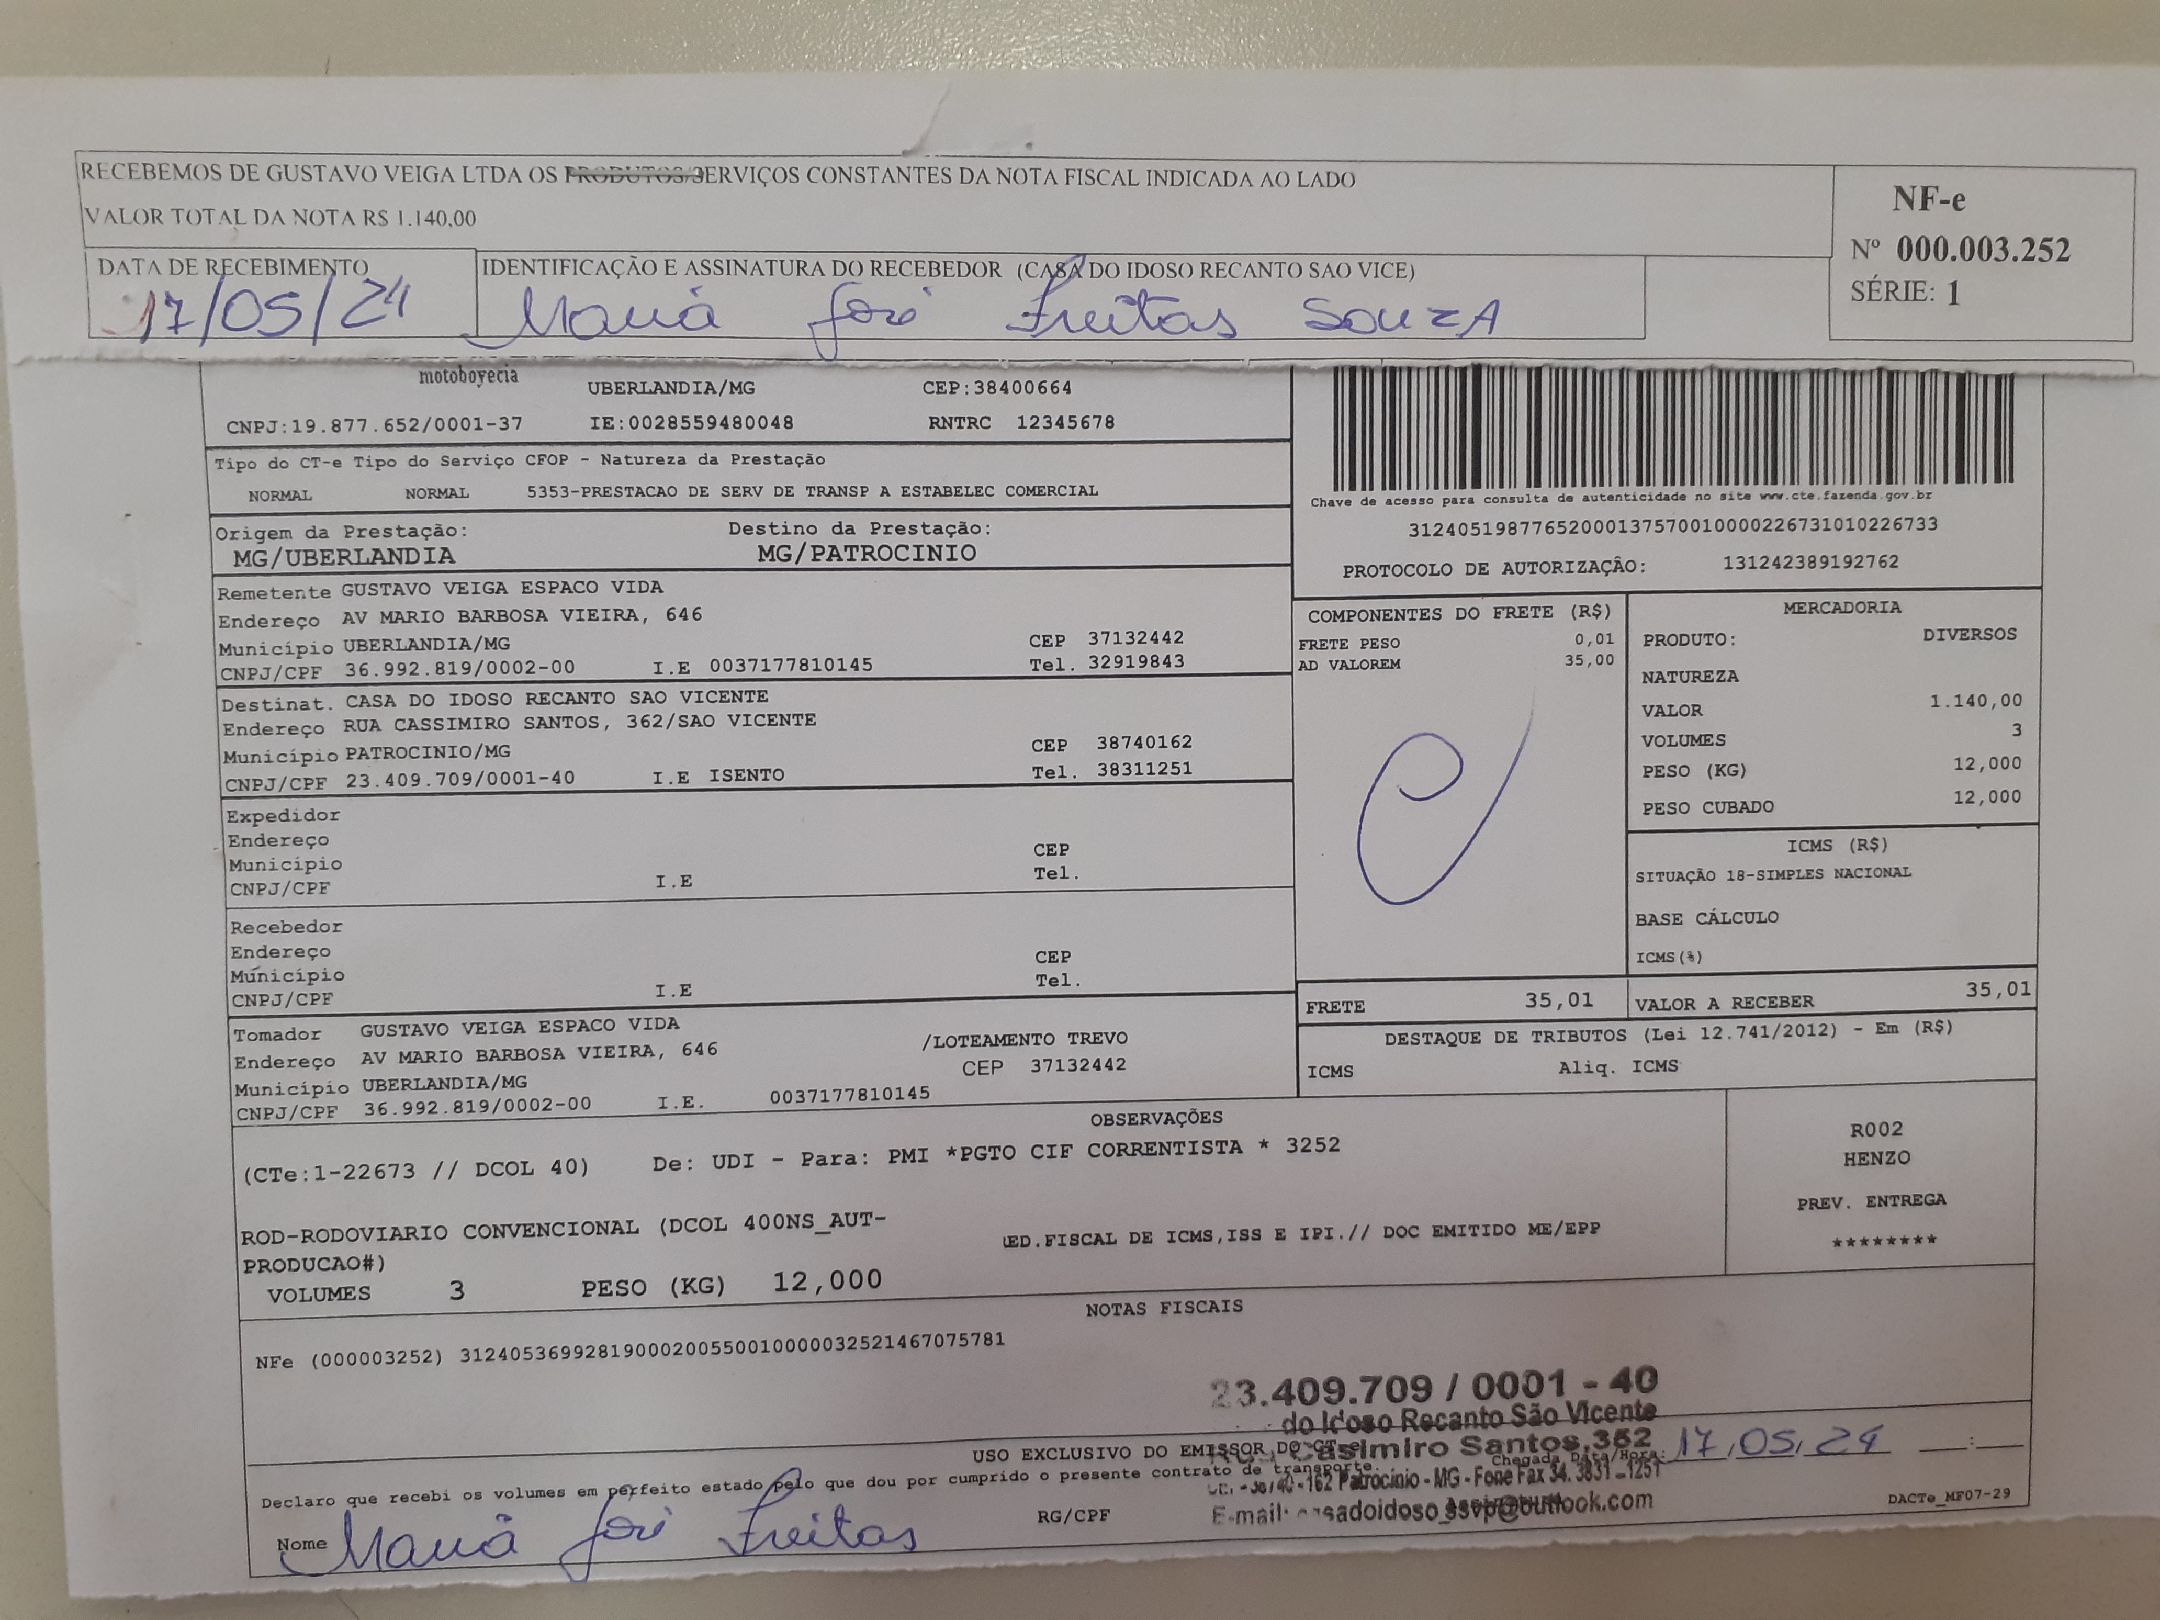 RECEBEMOS DE GUSTAVO VEIGA LTDA OS PRODUTOS/SERVIÇOS CONSTANTES DA NOTA FISCAL INDICADA AO LADO
VALOR TOTAL DA NOTA R$ 1.140,00
NF-e
Nº 000.003.252
SÉRIE: 1
DATA DE RECEBIMENTO
17/05/24
IDENTIFICAÇÃO E ASSINATURA DO RECEBEDOR (CASA DO IDOSO RECANTO SAO VICE)
Maria José Freitas Souza
motoboyecia
UBERLANDIA/MG CEP:38400664
CNPJ:19.877.652/0001-37 IE:0028559480048 RNTRC 12345678
Tipo do CT-e Tipo do Serviço CFOP - Natureza da Prestação
NORMAL NORMAL 5353-PRESTACAO DE SERV DE TRANSP A ESTABELEC COMERCIAL
Chave de acesso para consulta de autenticidade no site www.cte.fazenda.gov.br
31240519877652000137570010000226731010226733
PROTOCOLO DE AUTORIZAÇÃO: 131242389192762
Origem da Prestação: Destino da Prestação:
MG/UBERLANDIA MG/PATROCINIO
Remetente GUSTAVO VEIGA ESPACO VIDA
Endereço AV MARIO BARBOSA VIEIRA, 646
Município UBERLANDIA/MG CEP 37132442
CNPJ/CPF 36.992.819/0002-00 I.E 0037177810145 Tel. 32919843
Destinat. CASA DO IDOSO RECANTO SAO VICENTE
Endereço RUA CASSIMIRO SANTOS, 362/SAO VICENTE
Município PATROCINIO/MG CEP 38740162
CNPJ/CPF 23.409.709/0001-40 I.E ISENTO Tel. 38311251
Expedidor
Endereço
Município CEP
CNPJ/CPF I.E Tel.
Recebedor
Endereço
Município CEP
CNPJ/CPF I.E Tel.
Tomador GUSTAVO VEIGA ESPACO VIDA
Endereço AV MARIO BARBOSA VIEIRA, 646 /LOTEAMENTO TREVO
Município UBERLANDIA/MG CEP 37132442
CNPJ/CPF 36.992.819/0002-00 I.E. 0037177810145
COMPONENTES DO FRETE (R$)
FRETE PESO 0,01
AD VALOREM 35,00
MERCADORIA
PRODUTO: DIVERSOS
NATUREZA
VALOR 1.140,00
VOLUMES 3
PESO (KG) 12,000
PESO CUBADO 12,000
ICMS (R$)
SITUAÇÃO 18-SIMPLES NACIONAL
BASE CÁLCULO
ICMS(%)
FRETE 35,01 VALOR A RECEBER 35,01
DESTAQUE DE TRIBUTOS (Lei 12.741/2012) - Em (R$)
ICMS Aliq. ICMS
OBSERVAÇÕES
(CTe:1-22673 // DCOL 40) De: UDI - Para: PMI *PGTO CIF CORRENTISTA * 3252
ROD-RODOVIARIO CONVENCIONAL (DCOL 400NS_AUT-
PRODUCAO#)
ED.FISCAL DE ICMS,ISS E IPI.// DOC EMITIDO ME/EPP
VOLUMES 3 PESO (KG) 12,000
R002
HENZO
PREV. ENTREGA
********
NOTAS FISCAIS
NFe (000003252) 31240536992819000200550010000032521467075781
23.409.709 / 0001 - 40
do Idoso Recanto São Vicente
Casimiro Santos,362
162 Patrocínio - MG - Fone Fax 34. 3831 - 1251
sadoidoso_ssvp@outlook.com
USO EXCLUSIVO DO EMISSOR DO
Chegada Data/Hora: 17,05,24 __:__
Declaro que recebi os volumes em perfeito estado pelo que dou por cumprido o presente contrato de transporte.
Nome Maria José Freitas RG/CPF
DACTe_MF07-29